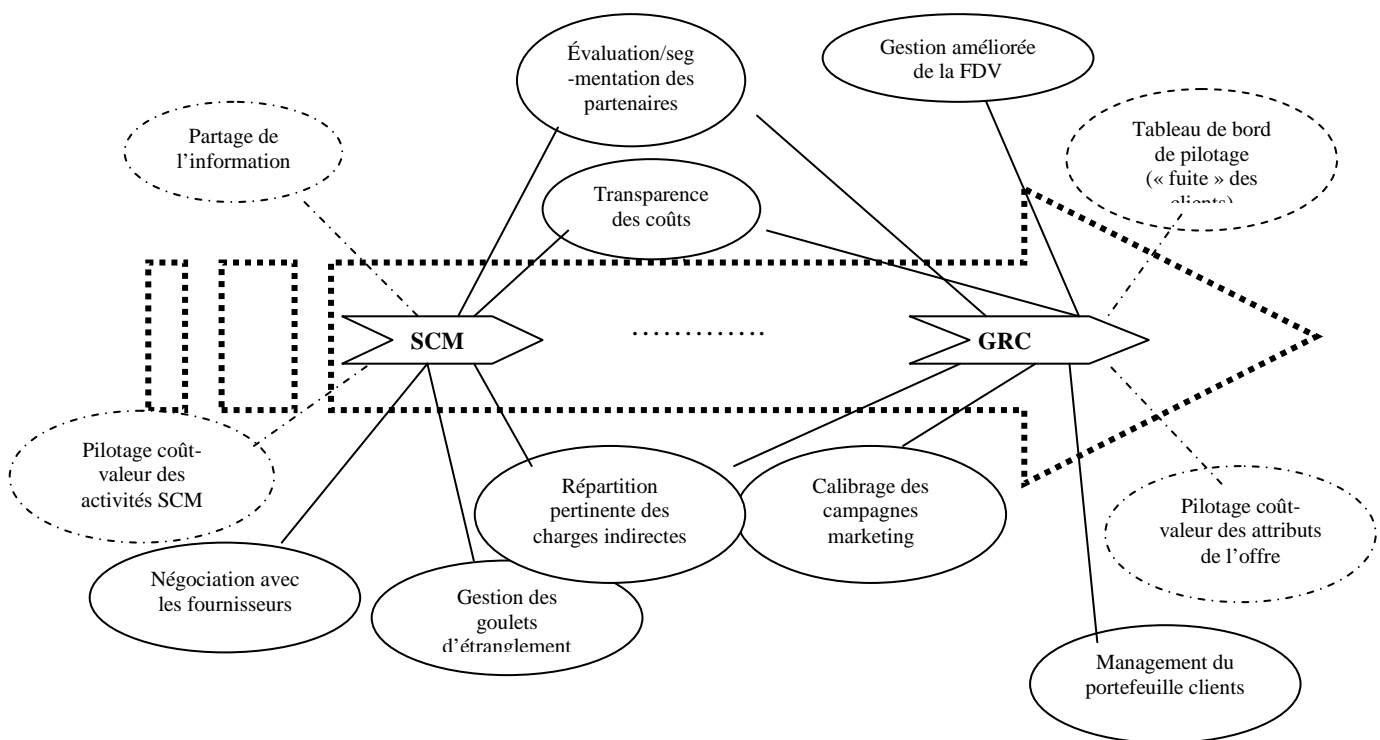 Évaluation/seg
-mentation des
partenaires
Gestion améliorée
de la FDV
Partage de
l’information
Tableau de bord
de pilotage
(« fuite » des
clients)
Transparence
des coûts
SCM
…………
GRC
Pilotage coût-
valeur des
activités SCM
Répartition
pertinente des
charges indirectes
Calibrage des
campagnes
marketing
Pilotage coût-
valeur des attributs
de l’offre
Négociation avec
les fournisseurs
Gestion des
goulets
d’étranglement
Management du
portefeuille clients